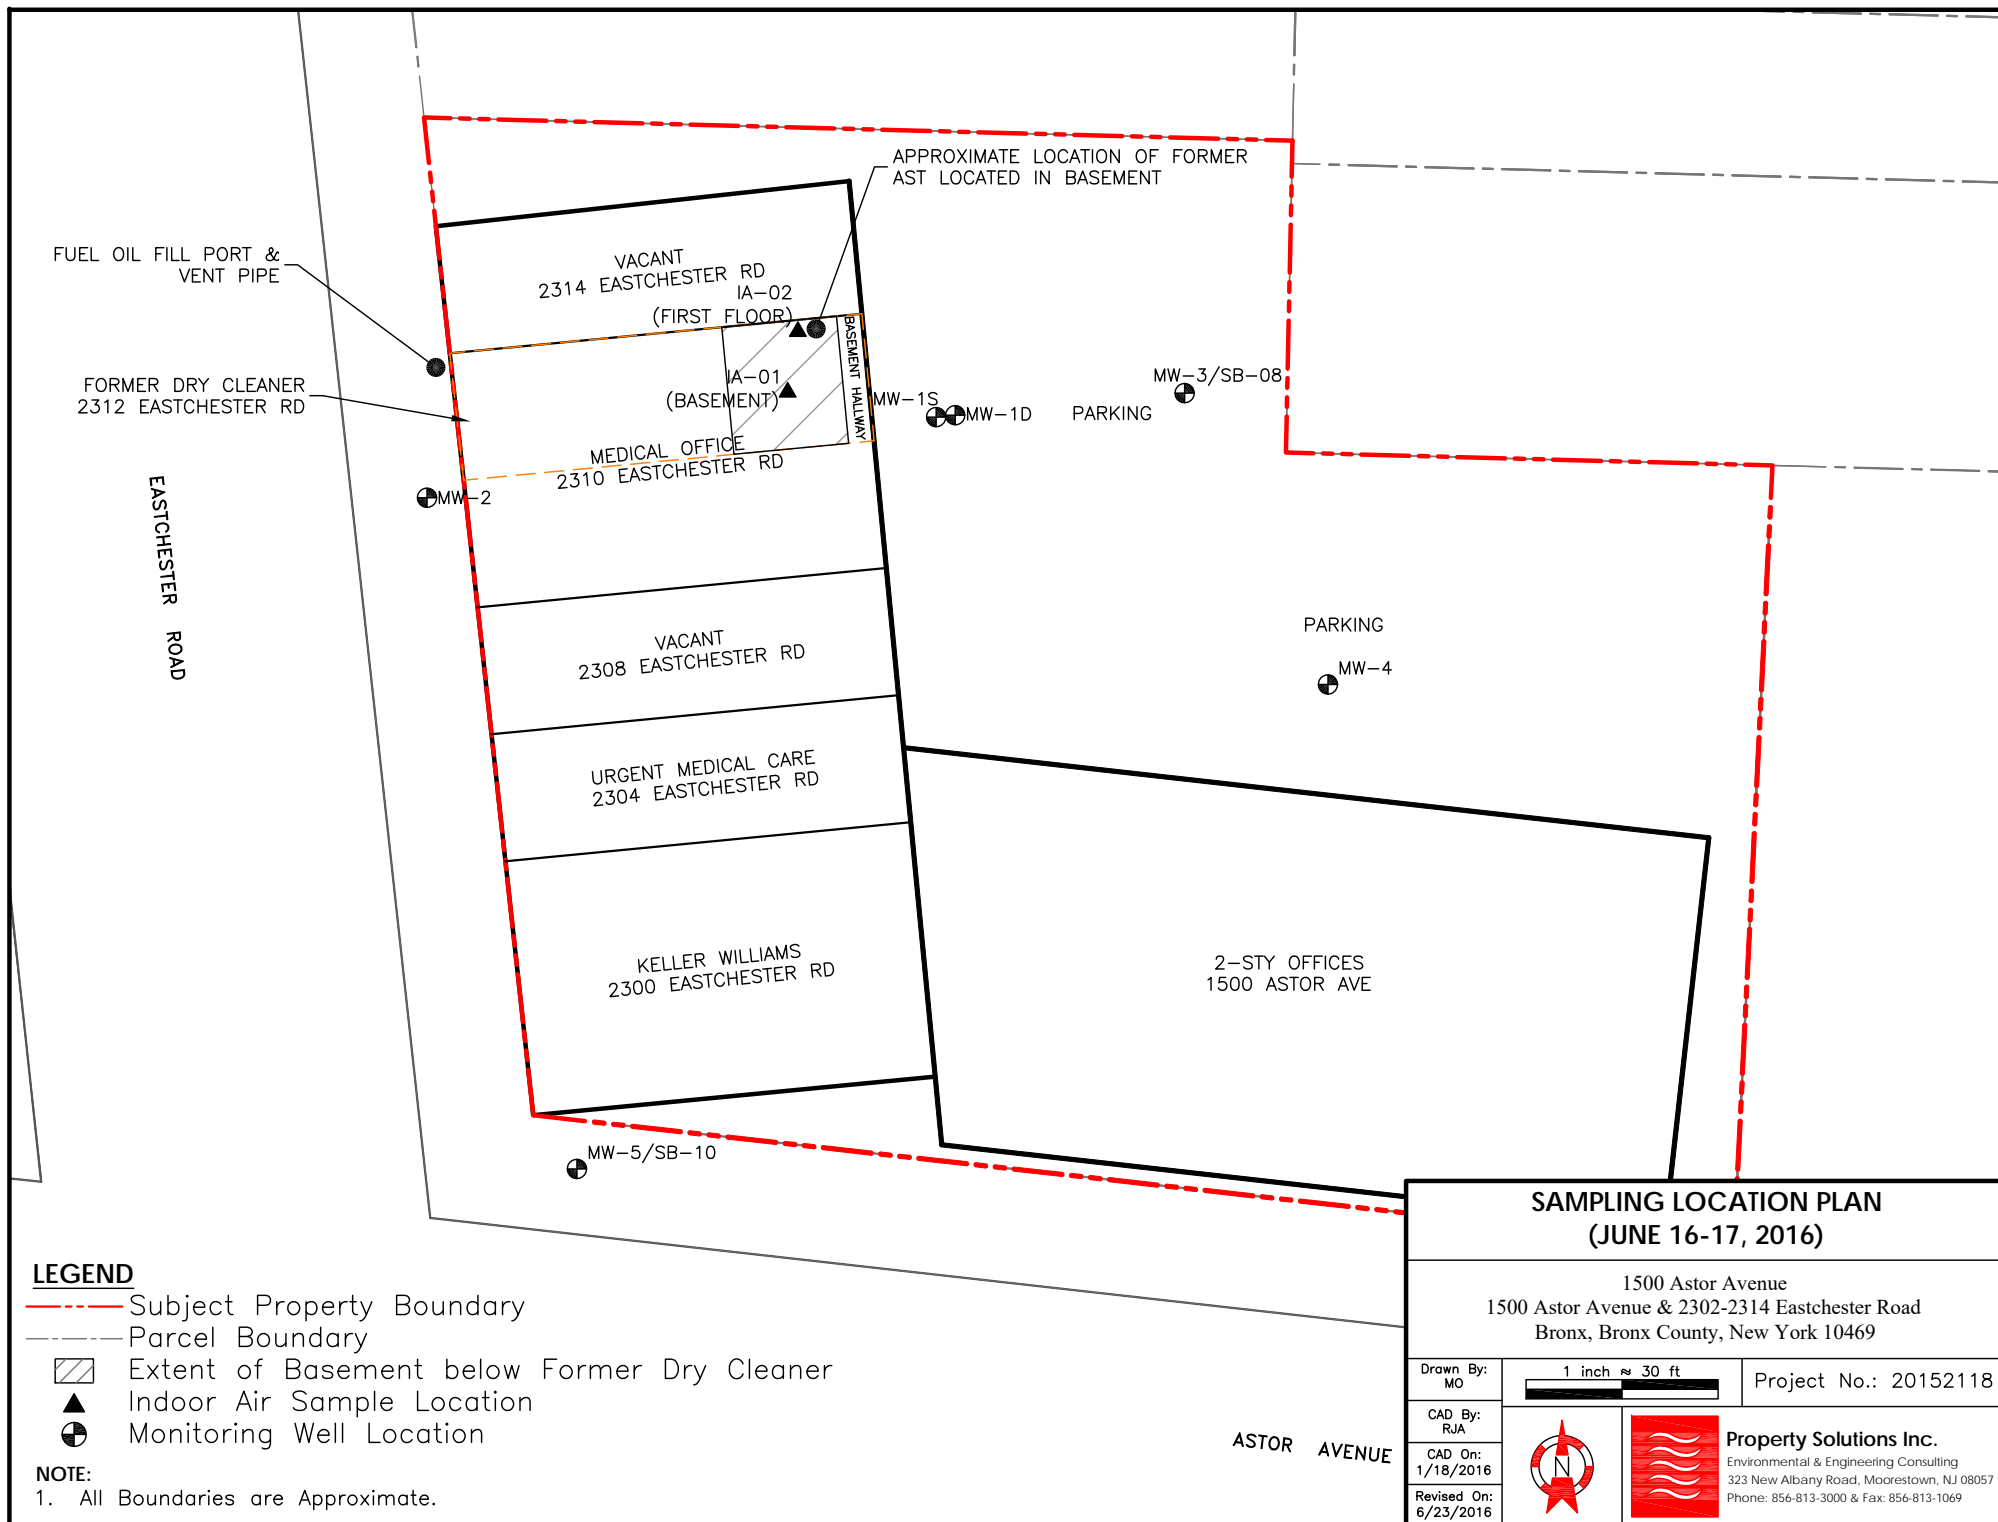 APPROXIMATE LOCATION OF FORMER
AST LOCATED IN BASEMENT
FUEL OIL FILL PORT &
VENT PIPE
VACANT
2314 EASTCHESTER RD
IA-02
(FIRST FLOOR)
BASEMENT HALLWAY
FORMER DRY CLEANER
2312 EASTCHESTER RD
IA-01
(BASEMENT)
MW-1S
MW-1D
PARKING
MW-3/SB-08
MEDICAL OFFICE
2310 EASTCHESTER RD
MW-2
EASTCHESTER ROAD
VACANT
2308 EASTCHESTER RD
PARKING
MW-4
URGENT MEDICAL CARE
2304 EASTCHESTER RD
KELLER WILLIAMS
2300 EASTCHESTER RD
2-STY OFFICES
1500 ASTOR AVE
MW-5/SB-10
ASTOR AVENUE
LEGEND
Subject Property Boundary
Parcel Boundary
Extent of Basement below Former Dry Cleaner
Indoor Air Sample Location
Monitoring Well Location
NOTE:
1. All Boundaries are Approximate.
SAMPLING LOCATION PLAN
(JUNE 16-17, 2016)
1500 Astor Avenue
1500 Astor Avenue & 2302-2314 Eastchester Road
Bronx, Bronx County, New York 10469
Drawn By:
MO
1 inch ≈ 30 ft
Project No.: 20152118
CAD By:
RJA
CAD On:
1/18/2016
Revised On:
6/23/2016
N
Property Solutions Inc.
Environmental & Engineering Consulting
323 New Albany Road, Moorestown, NJ 08057
Phone: 856-813-3000 & Fax: 856-813-1069